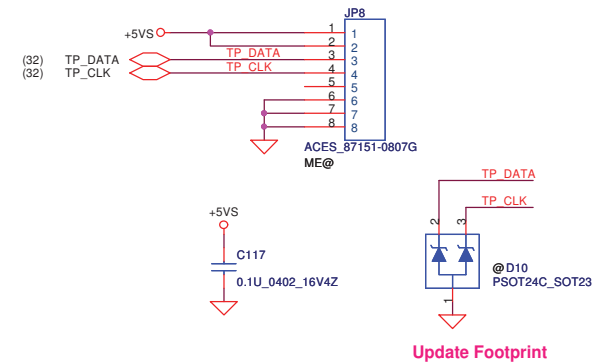 JP8
+5VS
1 1
2 2
(32) TP_DATA TP_DATA 3 3
(32) TP_CLK TP_CLK 4 4
5 5
6 6
7 7
8 8
ACES_87151-0807G
ME@
TP_DATA
TP_CLK
+5VS
2 3
C117
0.1U_0402_16V4Z
@D10
PSOT24C_SOT23
1
Update Footprint